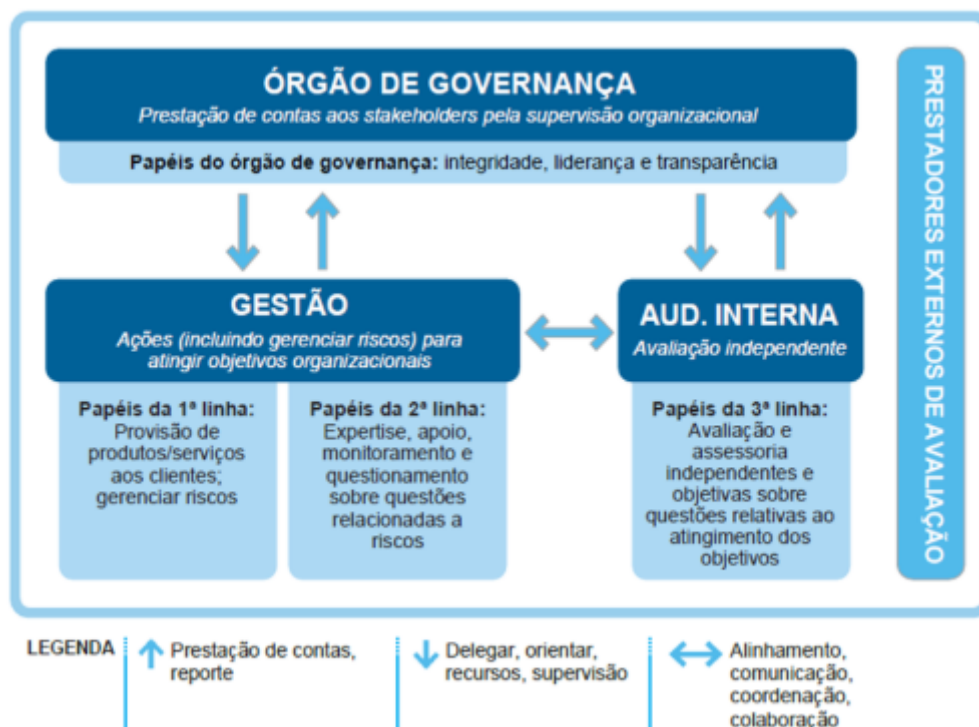 ÓRGÃO DE GOVERNANÇA
Prestação de contas aos stakeholders pela supervisão organizacional
Papéis do órgão de governança: integridade, liderança e transparência
GESTÃO
Ações (incluindo gerenciar riscos) para
atingir objetivos organizacionais
Papéis da 1ª linha:
Provisão de
produtos/serviços
aos clientes;
gerenciar riscos
Papéis da 2ª linha:
Expertise, apoio,
monitoramento e
questionamento
sobre questões
relacionadas a
riscos
AUD. INTERNA
Avaliação independente
Papéis da 3ª linha:
Avaliação e
assessoria
independentes e
objetivas sobre
questões relativas ao
atingimento dos
objetivos
PRESTADORES EXTERNOS DE AVALIAÇÃO
LEGENDA
Prestação de contas,
reporte
Delegar, orientar,
recursos, supervisão
Alinhamento,
comunicação,
coordenação,
colaboração